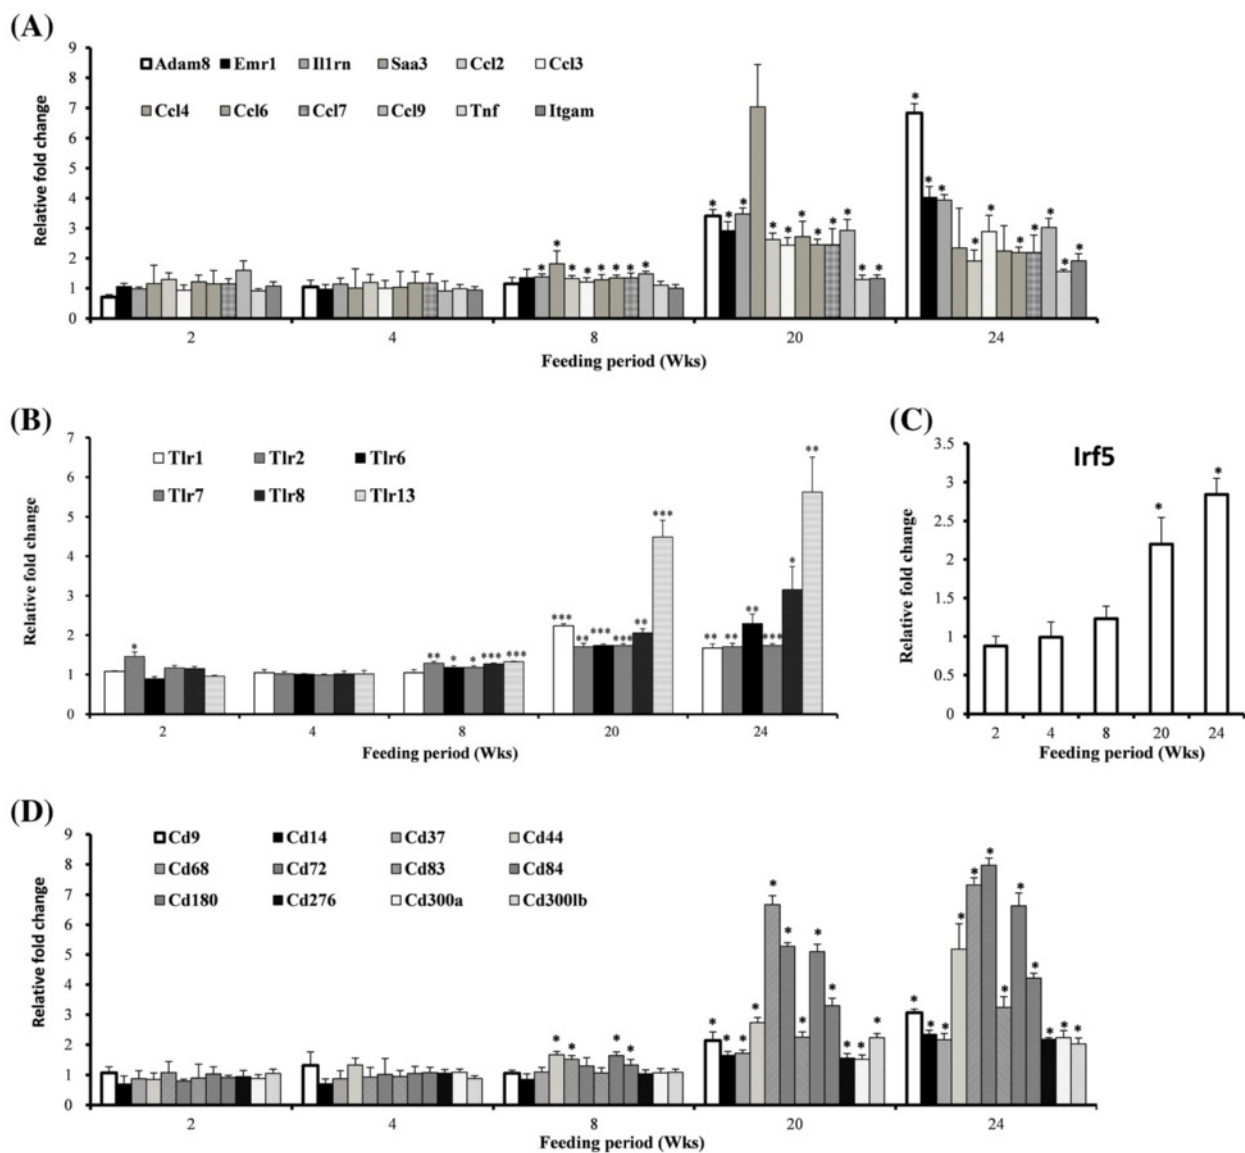 (A)
9
8
7
6
5
4
3
2
1
0
Relative fold change
Adam8 Emr1 Il1rn Saa3 Ccl2 Ccl3
Ccl4 Ccl6 Ccl7 Ccl9 Tnf Itgam
* * * * * * * * *
* * * * * * * * * * *
* * * * * * * * * *
2 4 8 20 24
Feeding period (Wks)
(B)
7
6
5
4
3
2
1
0
Relative fold change
Tlr1 Tlr2 Tlr6
Tlr7 Tlr8 Tlr13
*
** * * *** ***
*** ** *** *** ** ***
** ** ** *** * **
2 4 8 20 24
Feeding period (Wks)
(C)
Irf5
3.5
3
2.5
2
1.5
1
0.5
0
Relative fold change
* *
2 4 8 20 24
Feeding period (Wks)
(D)
9
8
7
6
5
4
3
2
1
0
Relative fold change
Cd9 Cd14 Cd37 Cd44
Cd68 Cd72 Cd83 Cd84
Cd180 Cd276 Cd300a Cd300lb
* * * *
* * * * * * * * * * * *
* * * * * * * * * * * *
2 4 8 20 24
Feeding period (Wks)